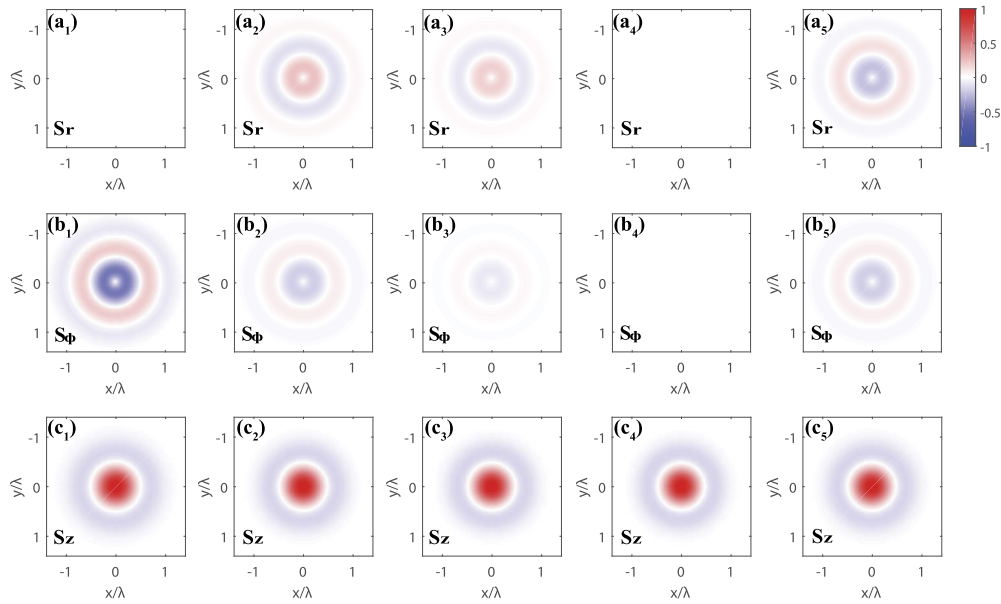 (a1) (a2) (a3) (a4) (a5)
1
0.5
0
-0.5
-1
y/λ y/λ y/λ y/λ y/λ
-1 -1 -1 -1 -1
0 0 0 0 0
1 1 1 1 1
Sr Sr Sr Sr Sr
-1 0 1 -1 0 1 -1 0 1 -1 0 1 -1 0 1
x/λ x/λ x/λ x/λ x/λ
(b1) (b2) (b3) (b4) (b5)
y/λ y/λ y/λ y/λ y/λ
-1 -1 -1 -1 -1
0 0 0 0 0
1 1 1 1 1
Sϕ Sϕ Sϕ Sϕ Sϕ
-1 0 1 -1 0 1 -1 0 1 -1 0 1 -1 0 1
x/λ x/λ x/λ x/λ x/λ
(c1) (c2) (c3) (c4) (c5)
y/λ y/λ y/λ y/λ y/λ
-1 -1 -1 -1 -1
0 0 0 0 0
1 1 1 1 1
Sz Sz Sz Sz Sz
-1 0 1 -1 0 1 -1 0 1 -1 0 1 -1 0 1
x/λ x/λ x/λ x/λ x/λ